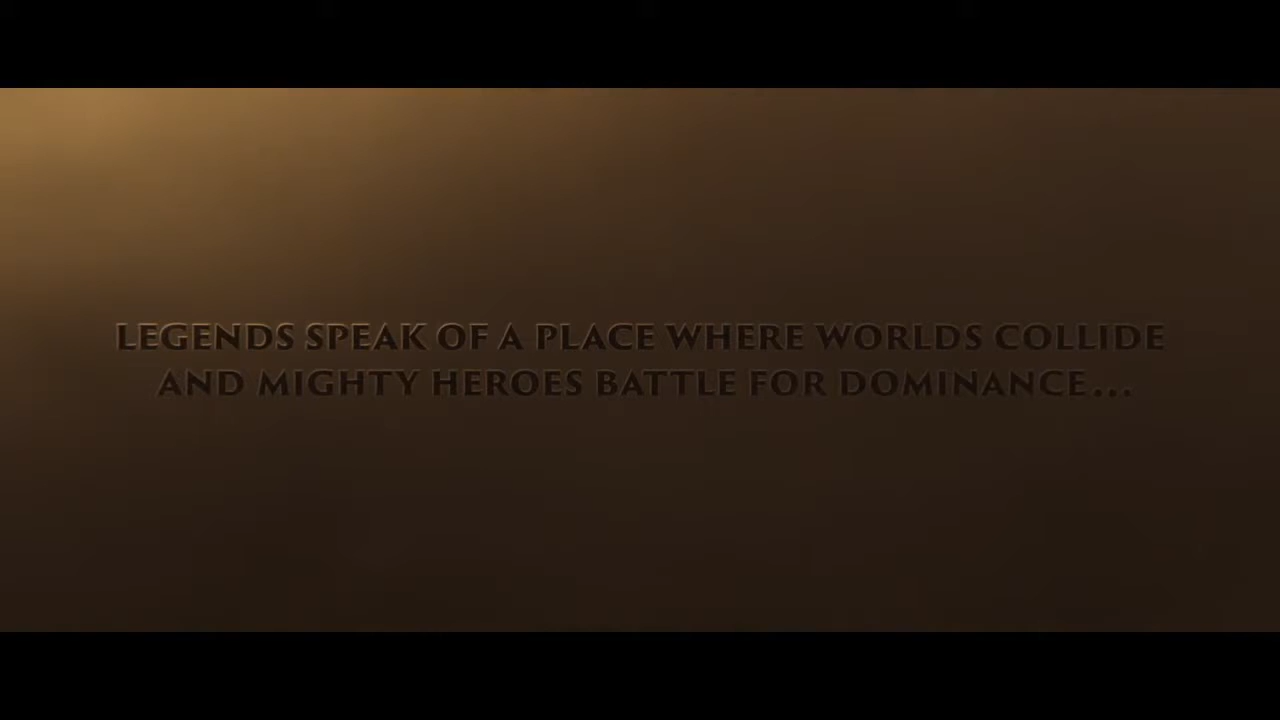 LEGENDS SPEAK OF A PLACE WHERE WORLDS COLLIDE
AND MIGHTY HEROES BATTLE FOR DOMINANCE...